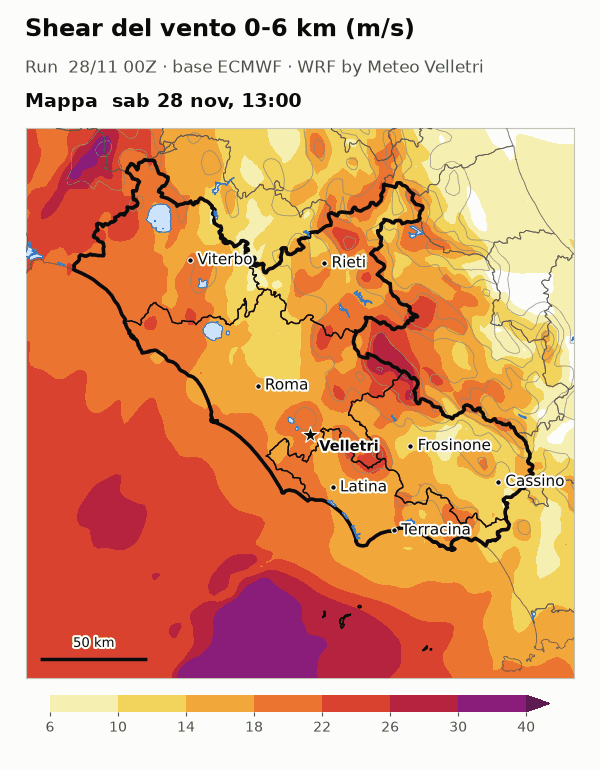 Shear del vento 0-6 km (m/s)
Run  28/11 00Z · base ECMWF · WRF by Meteo Velletri
Mappa  sab 28 nov, 13:00
Viterbo
Rieti
Roma
Velletri
Frosinone
Cassino
Latina
Terracina
50 km
6 10 14 18 22 26 30 40